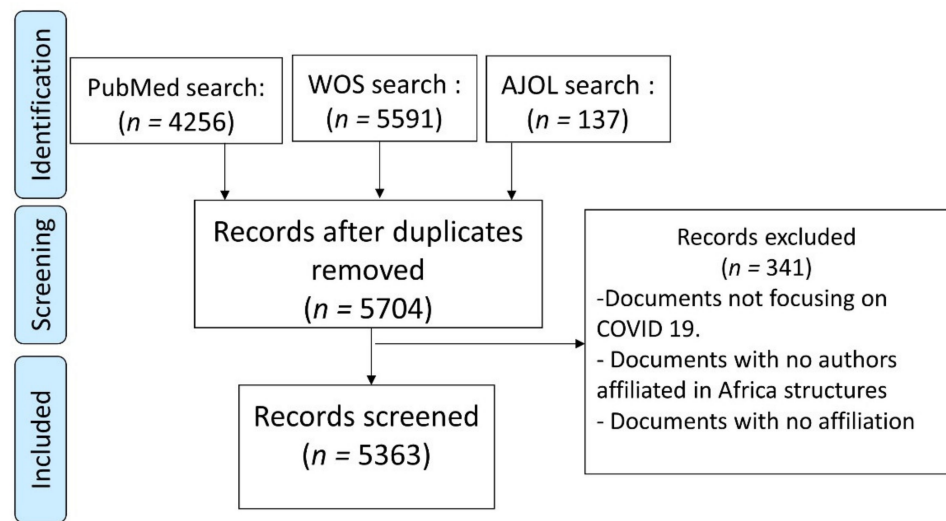 Identification
PubMed search:
(n = 4256)
WOS search :
(n = 5591)
AJOL search :
(n = 137)
Screening
Records after duplicates
removed
(n = 5704)
Records excluded
(n = 341)
-Documents not focusing on
COVID 19.
- Documents with no authors
affiliated in Africa structures
- Documents with no affiliation
Included
Records screened
(n = 5363)